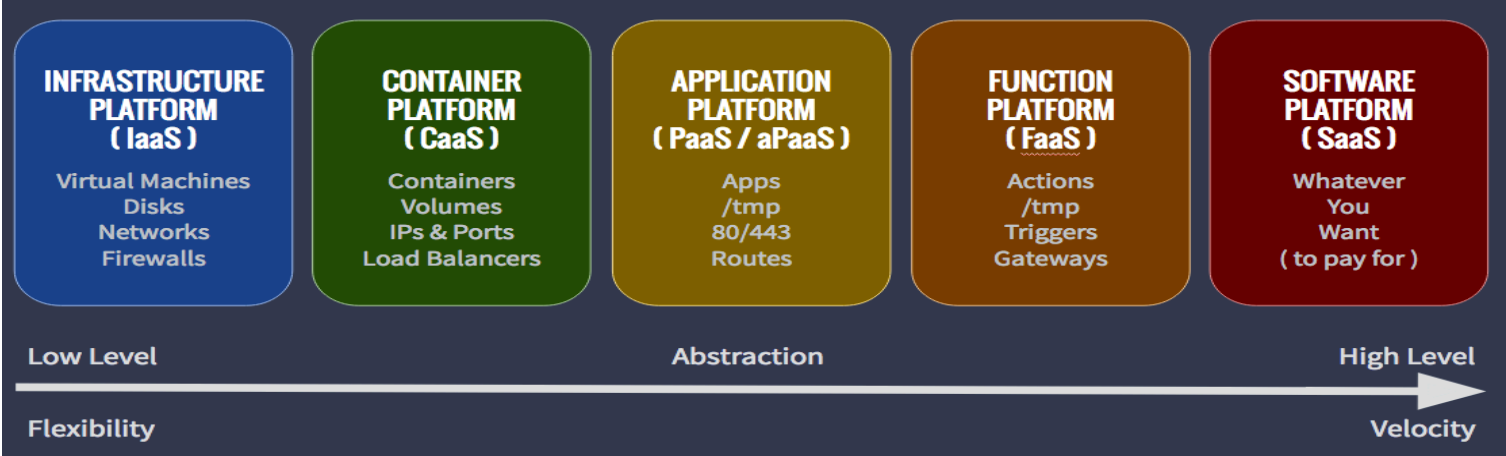 INFRASTRUCTURE
PLATFORM
( IaaS )
Virtual Machines
Disks
Networks
Firewalls
CONTAINER
PLATFORM
( CaaS )
Containers
Volumes
IPs & Ports
Load Balancers
APPLICATION
PLATFORM
( PaaS / aPaaS )
Apps
/tmp
80/443
Routes
FUNCTION
PLATFORM
( FaaS )
Actions
/tmp
Triggers
Gateways
SOFTWARE
PLATFORM
( SaaS )
Whatever
You
Want
( to pay for )
Low Level
Abstraction
High Level
Flexibility
Velocity